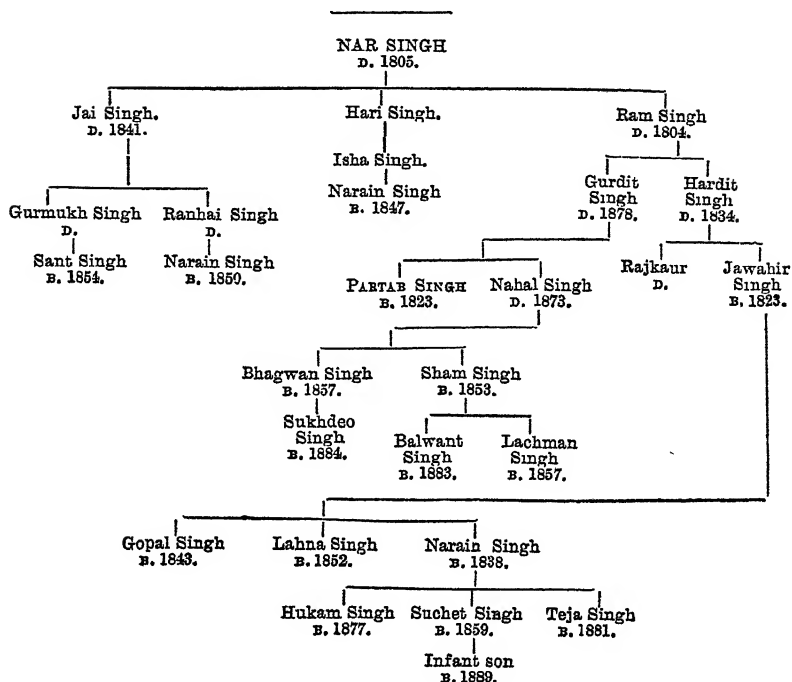 NAR SINGH
D. 1805.
Jai Singh.
D. 1841.
Hari Singh.
Ram Singh
D. 1804.
Isha Singh.
Narain Singh
B. 1847.
Gurdit
Singh
D. 1878.
Hardit
Singh
D. 1834.
Gurmukh Singh
D.
Ranhai Singh
D.
Sant Singh
B. 1854.
Narain Singh
B. 1859.
PARTAB SINGH
B. 1823.
Nahal Singh
D. 1873.
Rajkaur
D.
Jawahir
Singh
B. 1823.
Bhagwan Singh
B. 1857.
Sham Singh
B. 1853.
Sukhdeo
Singh
B. 1884.
Balwant
Singh
B. 1883.
Lachman
Singh
B. 1857.
Gopal Singh
B. 1843.
Lahna Singh
B. 1852.
Narain Singh
B. 1838.
Hukam Singh
B. 1877.
Suchet Singh
B. 1859.
Teja Singh
B. 1881.
Infant son
B. 1889.